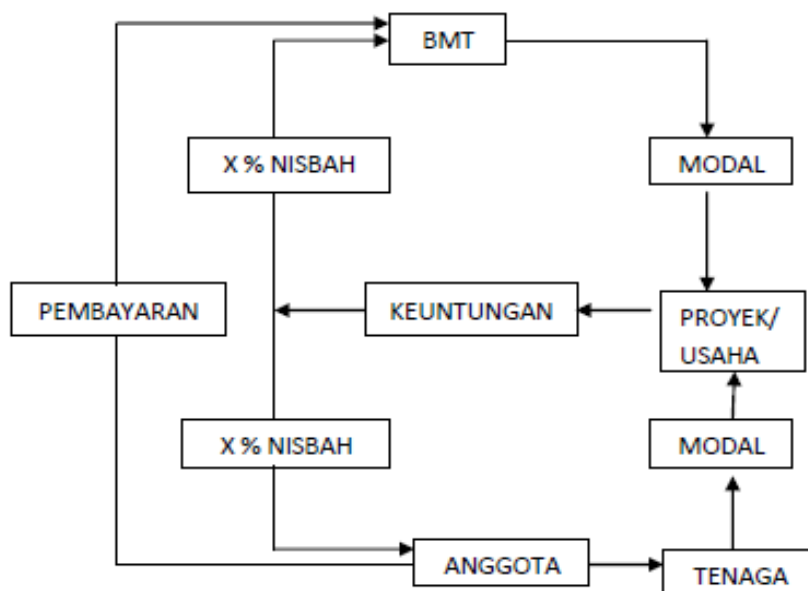 BMT
X % NISBAH
MODAL
PEMBAYARAN
KEUNTUNGAN
PROYEK/
USAHA
X % NISBAH
MODAL
ANGGOTA
TENAGA